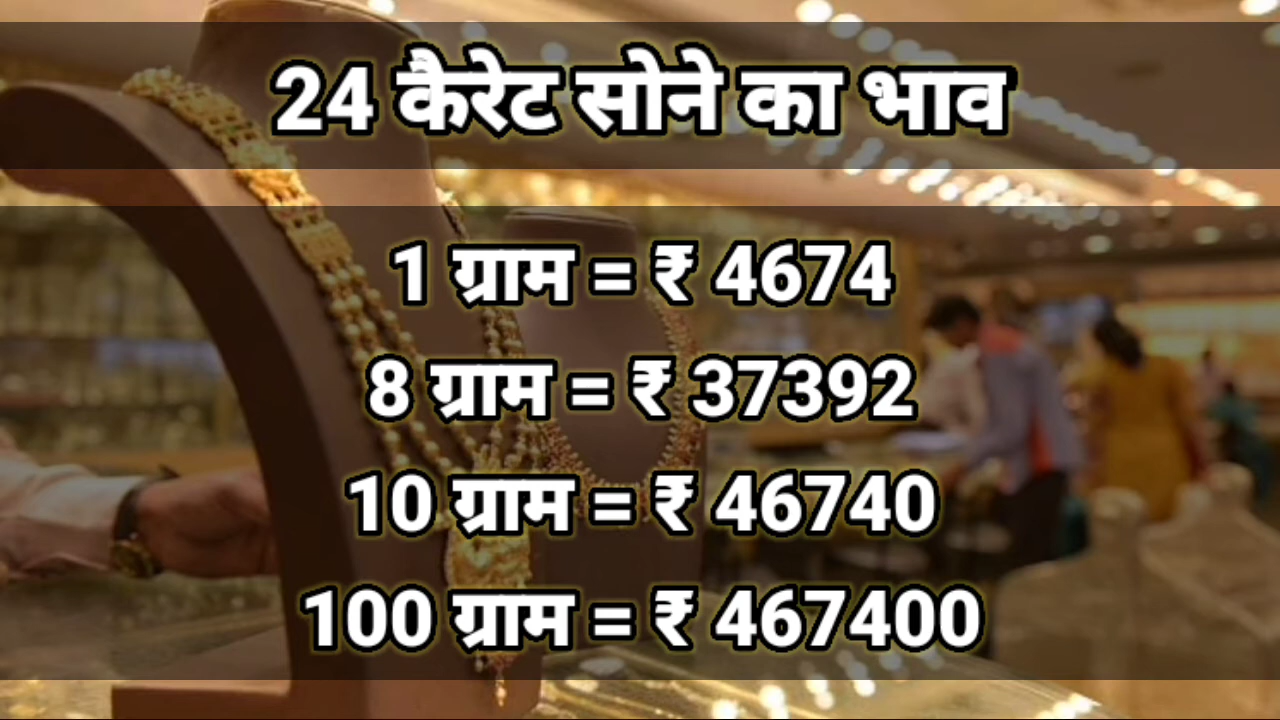 24 कैरेट सोने का भाव
1 ग्राम = ₹ 4674
8 ग्राम = ₹ 37392
10 ग्राम = ₹ 46740
100 ग्राम = ₹ 467400